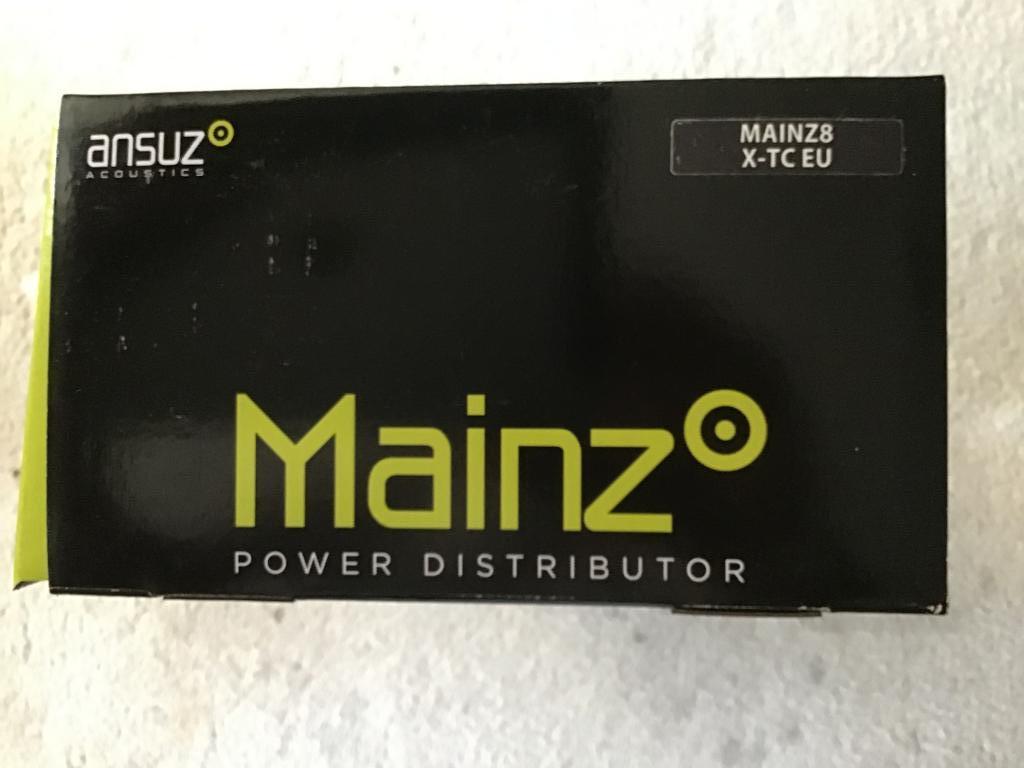 ansuz
ACOUSTICS
MAINZ8
X-TC EU
Mainz
POWER DISTRIBUTOR